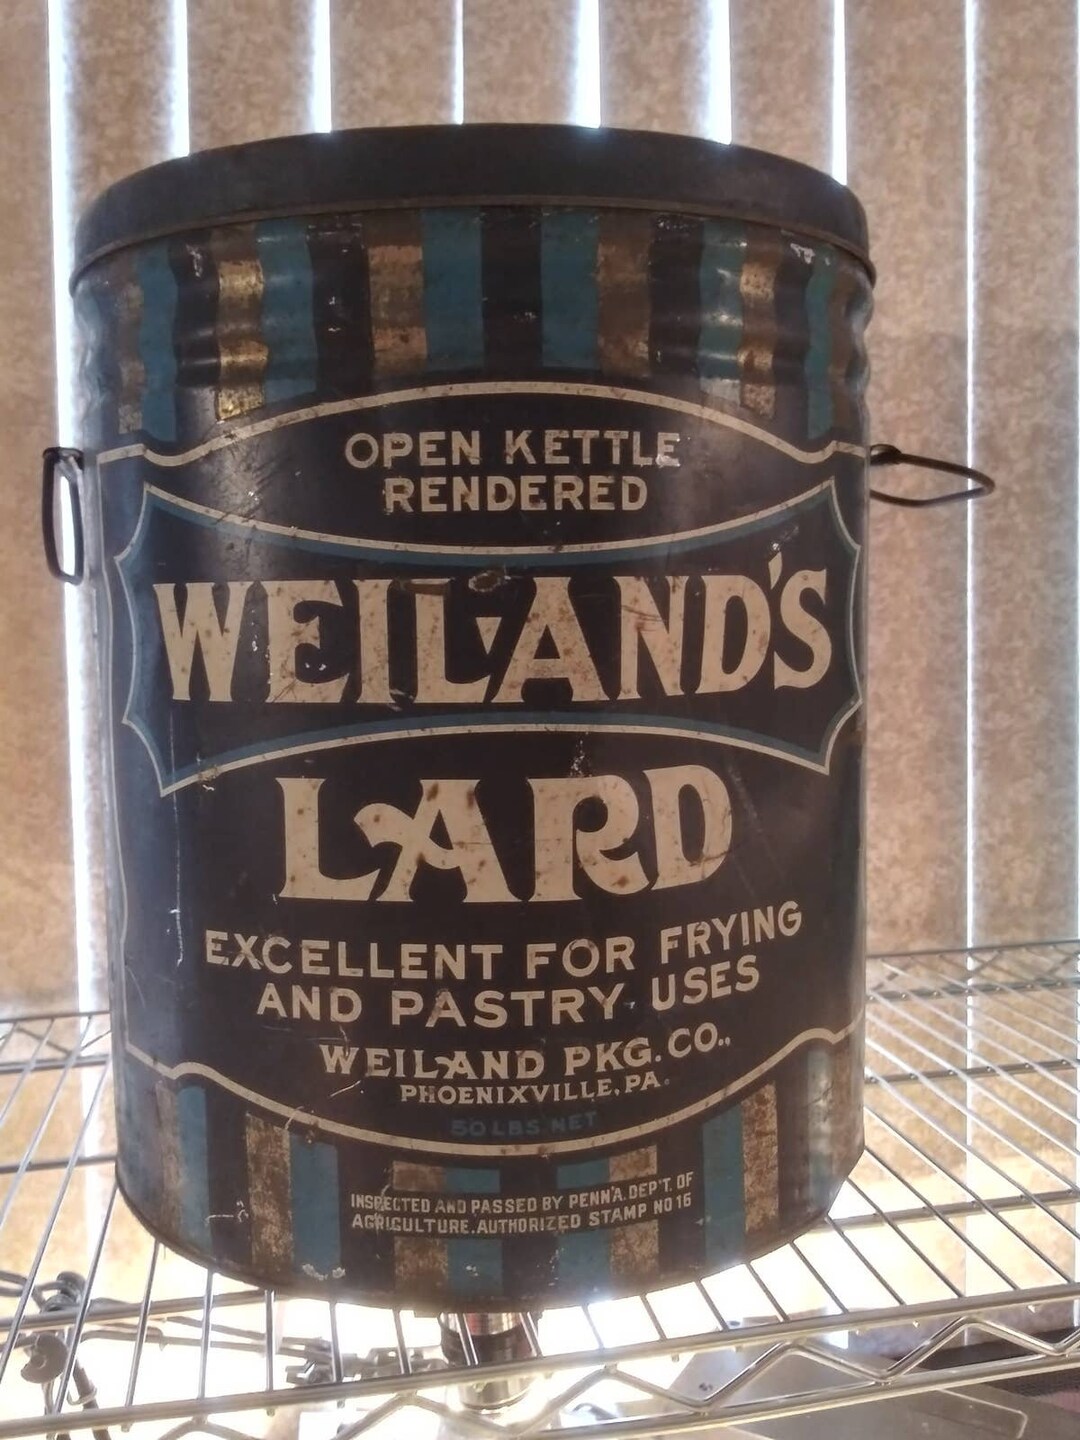 OPEN KETTLE
RENDERED
WEILAND'S
LARD
EXCELLENT FOR FRYING
AND PASTRY USES
WEILAND PKG. CO.,
PHOENIXVILLE, PA.
50 LBS. NET
INSPECTED AND PASSED BY PENN'A. DEP'T. OF
AGRICULTURE. AUTHORIZED STAMP NO 16